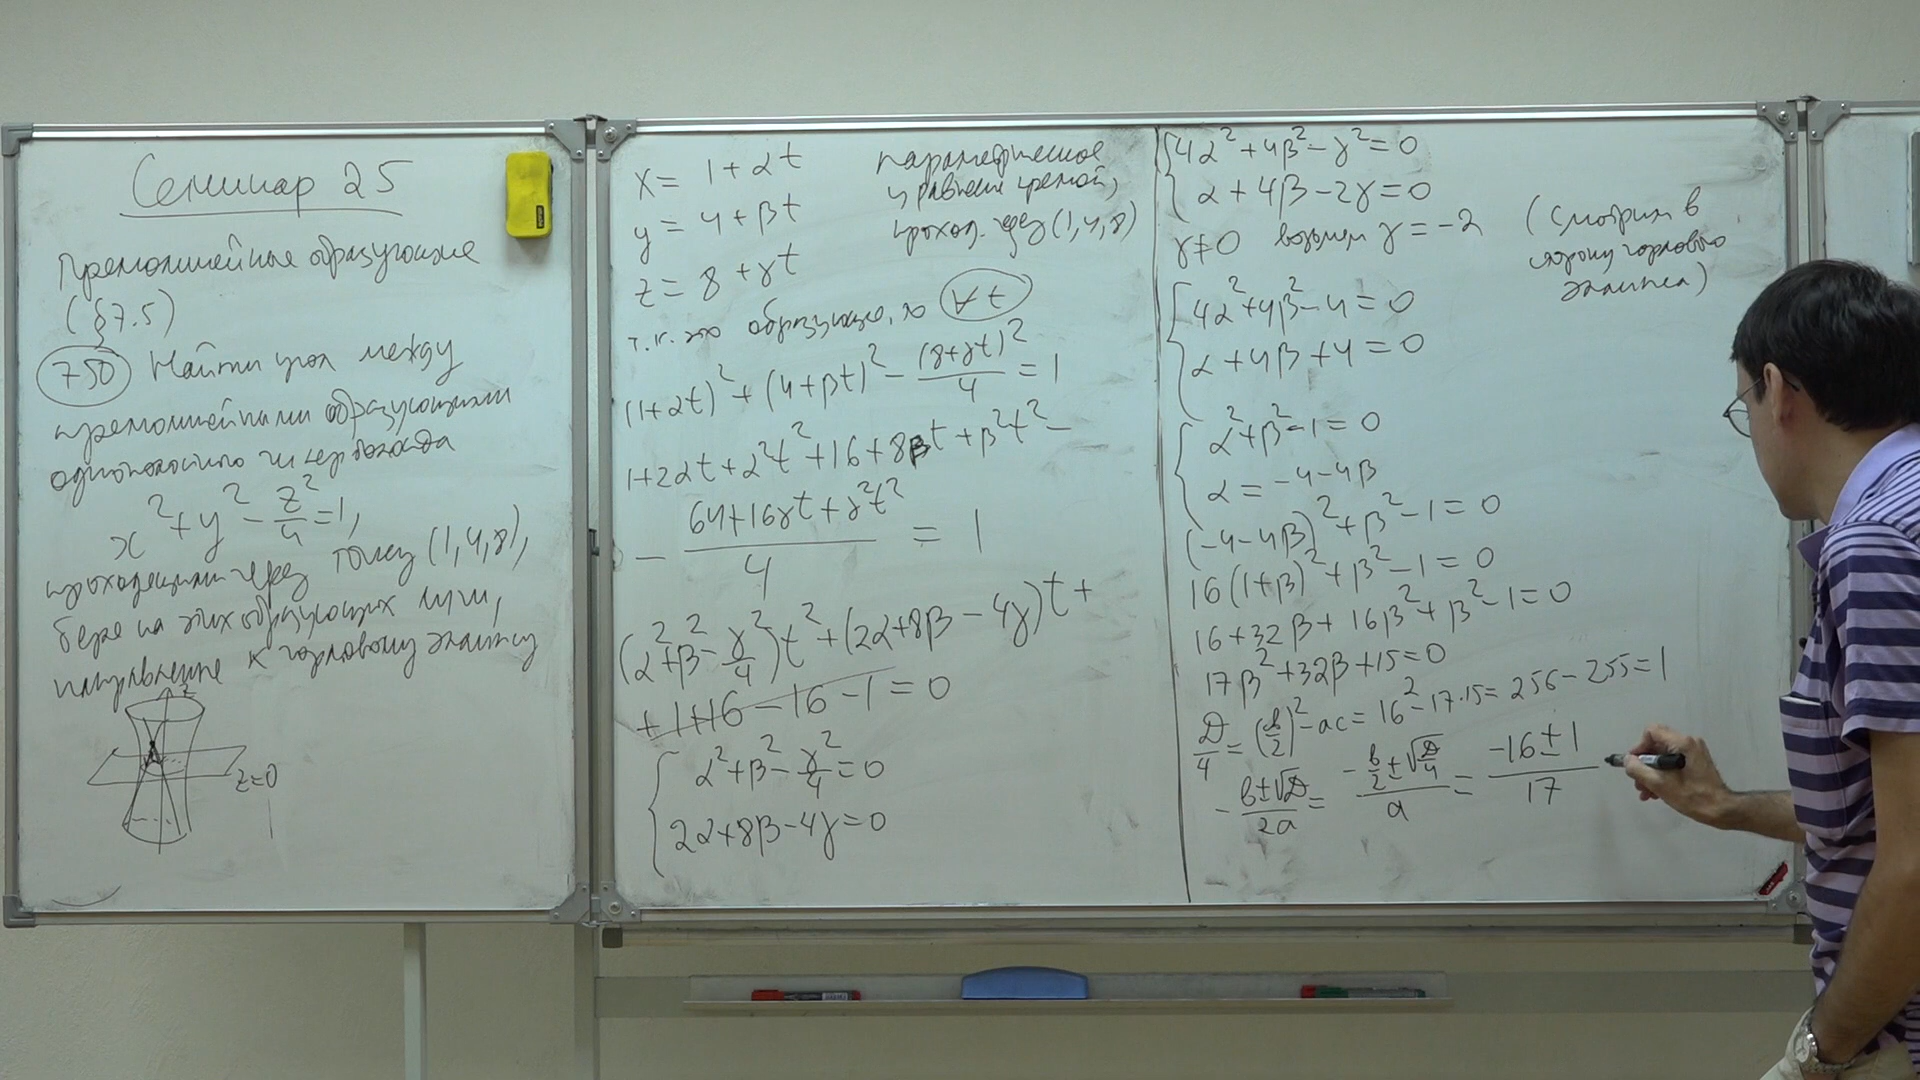 Семинар 25
Прямолинейные образующие
(§7.5)
750 Найти угол между
прямолинейными образующими
однополостного гиперболоида
x² + y² - z²/4 = 1,
проходящими через точку (1,4,8),
беря на этих образующих лучи,
направление к горловому эллипсу
z
z=0
x = 1 + αt
y = 4 + βt
z = 8 + γt
параметрическое
уравнение прямой,
проход. через (1,4,8)
т.к. это образующие, то ∀t
(1+αt)² + (4+βt)² - (8+γt)²/4 = 1
1+2αt+α²t²+16+8βt+β²t² -
- (64+16γt+γ²t²)/4 = 1
(α²+β²-γ²/4)t²+(2α+8β-4γ)t+
+1+16-16-1=0
α²+β²-γ²/4=0
2α+8β-4γ=0
4α²+4β²-γ²=0
α+4β-2γ=0
γ≠0 возьмем γ=-2
(смотрим в
сторону горлового
эллипса)
4α²+4β²-4=0
α+4β+4=0
α²+β²-1=0
α=-4-4β
(-4-4β)²+β²-1=0
16(1+β)²+β²-1=0
16+32β+16β²+β²-1=0
17β²+32β+15=0
D/4=(b/2)²-ac=16²-17·15=256-255=1
-b±√D/2a = (-b/2±√(D/4))/a = (-16±1)/17